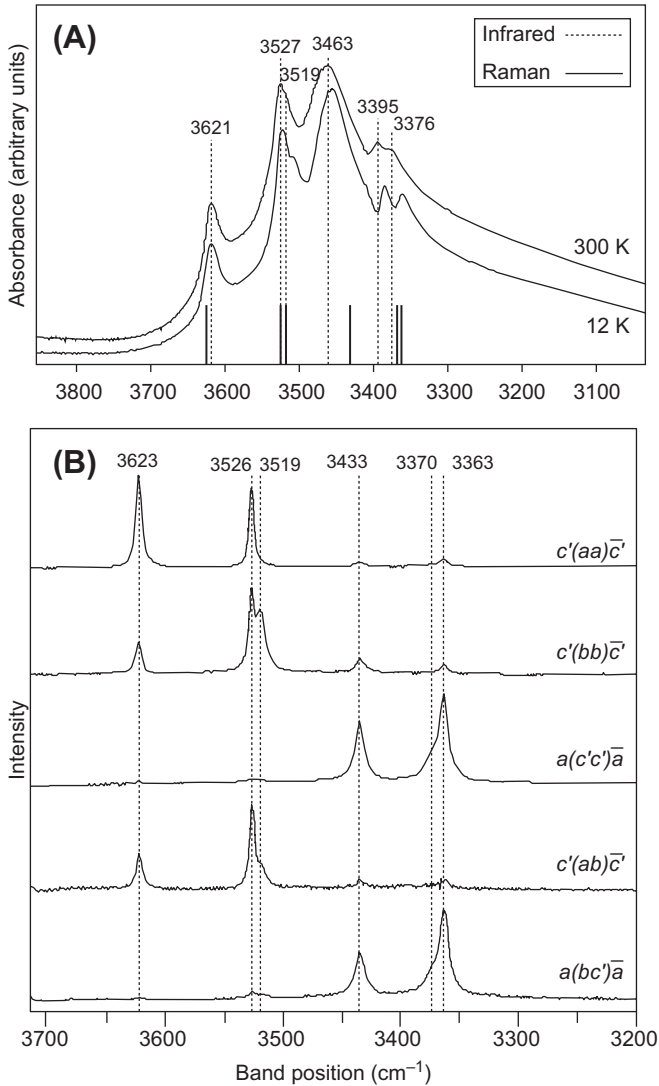 (A)
3527
3463
3519
3621
3395
3376
Infrared
Raman
300 K
12 K
Absorbance (arbitrary units)
3800 3700 3600 3500 3400 3300 3200 3100
(B)
3623 3526 3519 3433 3370 3363
c'(aa)c̅'
c'(bb)c̅'
a(c'c')a̅
c'(ab)c̅'
a(bc')a̅
Intensity
3700 3600 3500 3400 3300 3200
Band position (cm⁻¹)